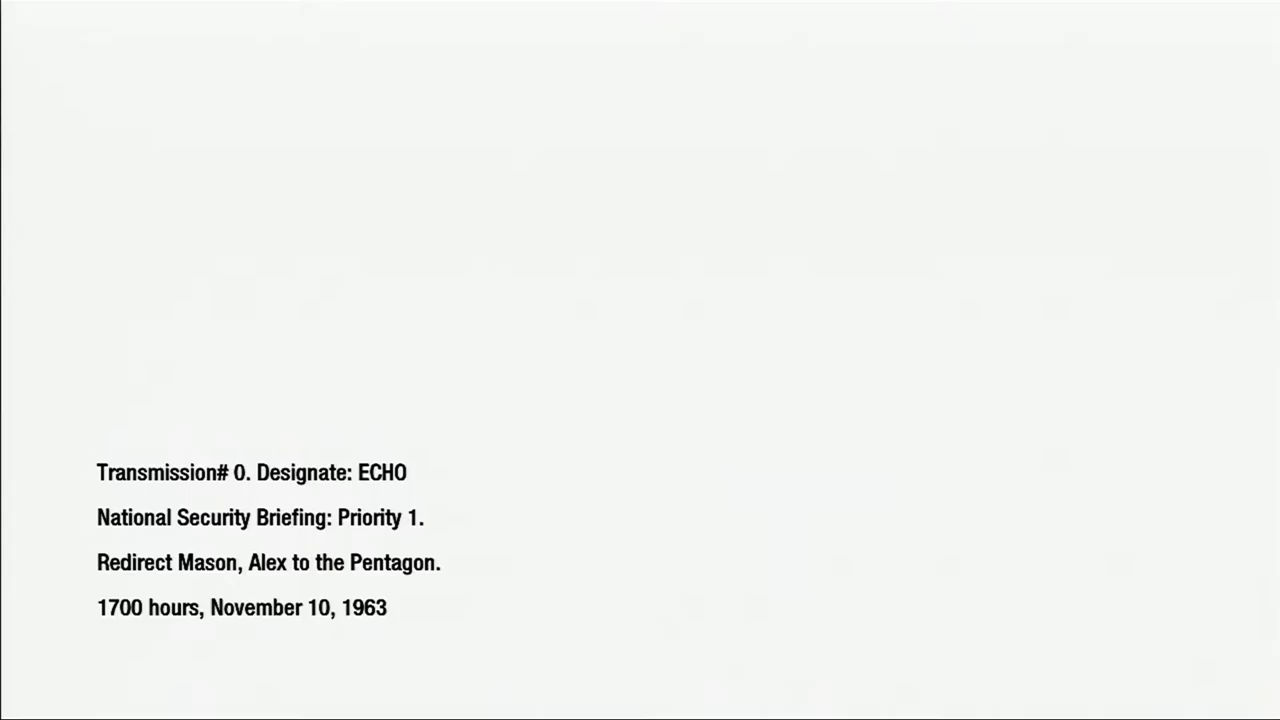 Transmission# 0. Designate: ECHO
National Security Briefing: Priority 1.
Redirect Mason, Alex to the Pentagon.
1700 hours, November 10, 1963